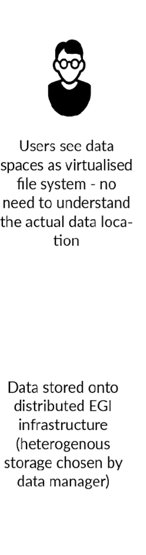 Users see data
spaces as virtualised
file system - no
need to understand
the actual data loca-
tion
Data stored onto
distributed EGI
infrastructure
(heterogenous
storage chosen by
data manager)